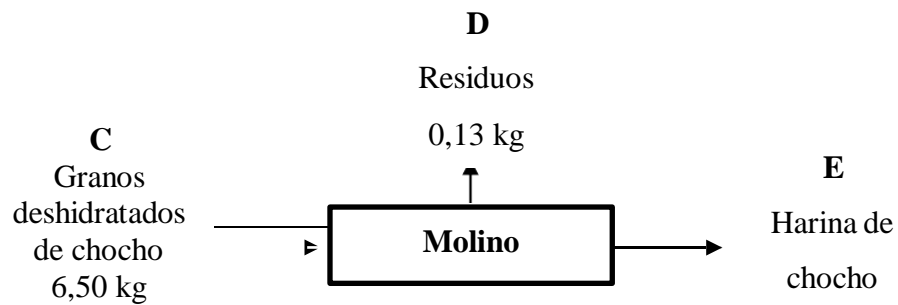 D
Residuos
0,13 kg
C
Granos
deshidratados
de chocho
6,50 kg
Molino
E
Harina de
chocho